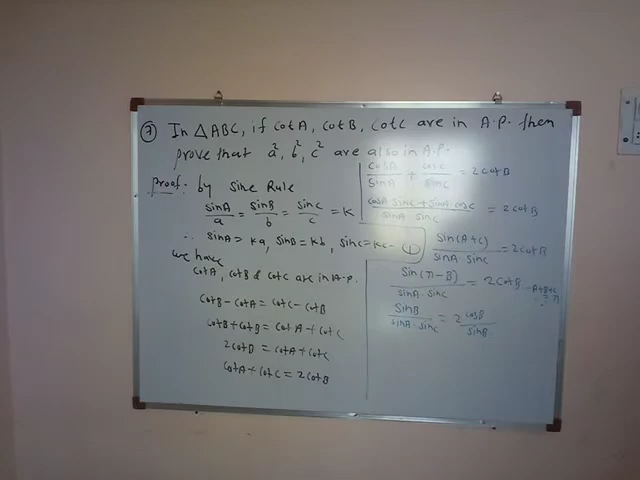 7 In △ABC, if cotA, cotB, cotC are in A.P. then
prove that a², b², c² are also in A.P.
Proof: by Sine Rule
sinA/a = sinB/b = sinC/c = K
∴ sinA = Ka, sinB = Kb, sinC = Kc - 1
we have
cotA, cotB & cotC are in A.P.
cotB - cotA = cotC - cotB
cotB + cotB = cotA + cotC
2cotB = cotA + cotC
cotA + cotC = 2cotB
cosA/sinA + cosC/sinC = 2cotB
cosA sinC + sinA cosC/sinA sinC = 2cotB
sin(A+C)/sinA sinC = 2cotB
sin(π-B)/sinA·sinC = 2cotB --A+B+C
= π
sinB/sinA·sinC = 2 cosB/sinB